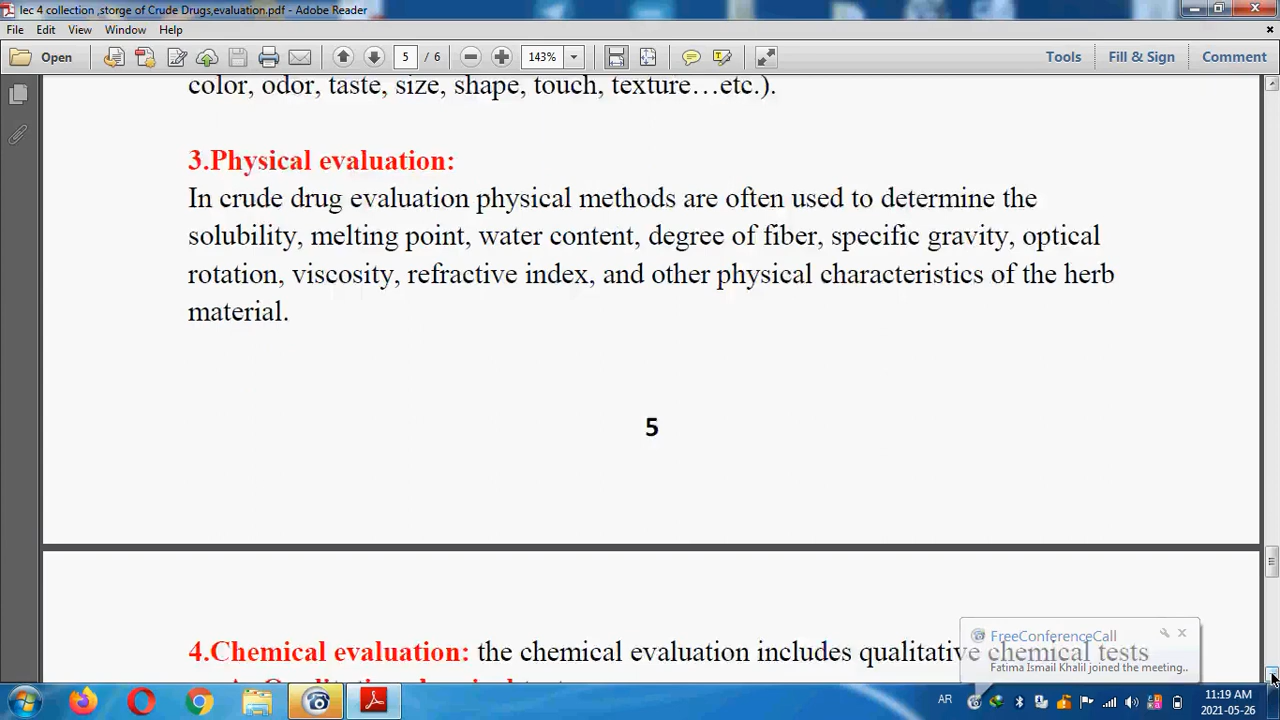 lec 4 collection ,storge of Crude Drugs,evaluation.pdf - Adobe Reader
File Edit View Window Help
Open 5 / 6 143% Tools Fill & Sign Comment
color, odor, taste, size, shape, touch, texture…etc.).
3.Physical evaluation:
In crude drug evaluation physical methods are often used to determine the
solubility, melting point, water content, degree of fiber, specific gravity, optical
rotation, viscosity, refractive index, and other physical characteristics of the herb
material.
5
4.Chemical evaluation: the chemical evaluation includes qualitative chemical tests
FreeConferenceCall
Fatima Ismail Khalil joined the meeting..
AR
11:19 AM
2021-05-26